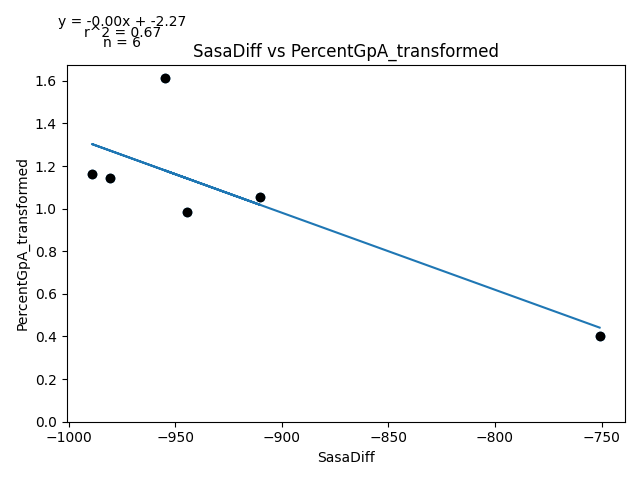 y = -0.00x + -2.27
r^2 = 0.67
n = 6
SasaDiff vs PercentGpA_transformed
1.6
1.4
1.2
1.0
0.8
0.6
0.4
0.2
0.0
PercentGpA_transformed
−1000 −950 −900 −850 −800 −750
SasaDiff